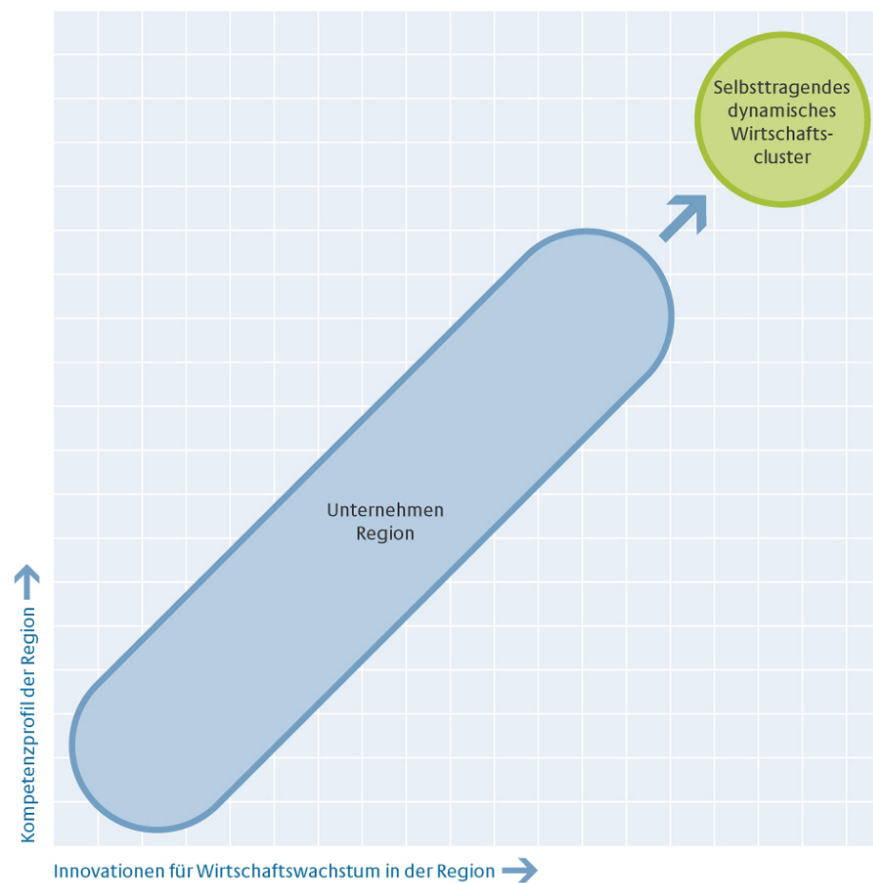 Selbsttragendes
dynamisches
Wirtschafts-
cluster
Unternehmen
Region
Kompetenzprofil der Region
Innovationen für Wirtschaftswachstum in der Region